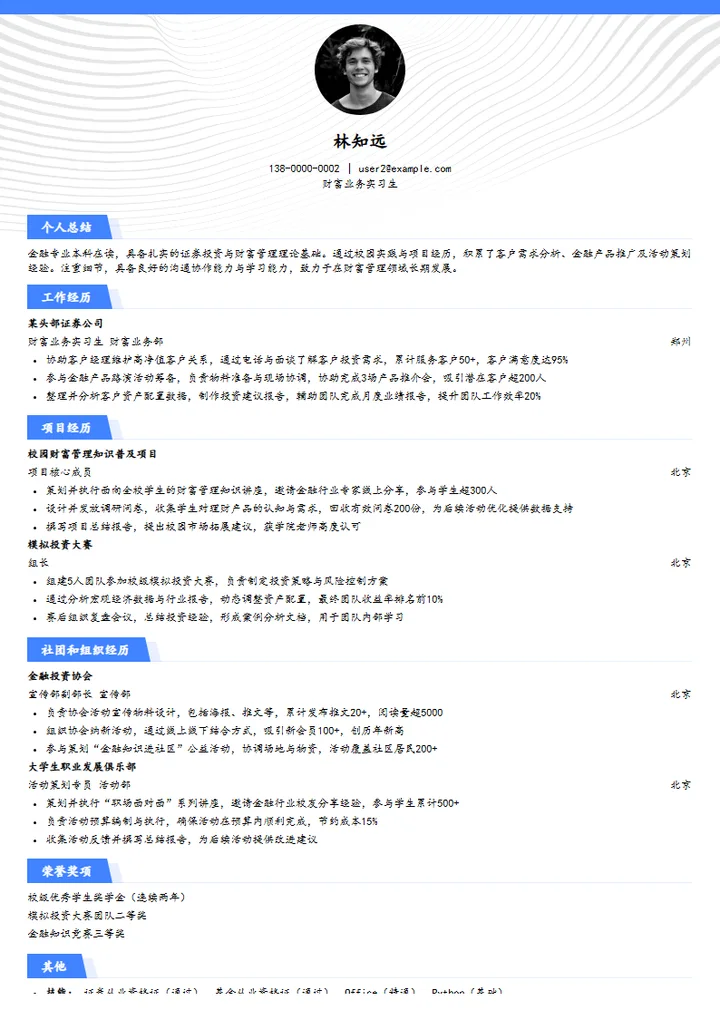 林知远
138-0000-0002 | user2@example.com
财富业务实习生
个人总结
金融专业本科在读，具备扎实的证券投资与财富管理理论基础。通过校园实践与项目经历，积累了客户需求分析、金融产品推广及活动策划
经验。注重细节，具备良好的沟通协作能力与学习能力，致力于在财富管理领域长期发展。
工作经历
某头部证券公司
财富业务实习生 财富业务部 郑州
• 协助客户经理维护高净值客户关系，通过电话与面谈了解客户投资需求，累计服务客户50+，客户满意度达95%
• 参与金融产品路演活动筹备，负责物料准备与现场协调，协助完成3场产品推介会，吸引潜在客户超200人
• 整理并分析客户资产配置数据，制作投资建议报告，辅助团队完成月度业绩报告，提升团队工作效率20%
项目经历
校园财富管理知识普及项目
项目核心成员 北京
• 策划并执行面向全校学生的财富管理知识讲座，邀请金融行业专家线上分享，参与学生超300人
• 设计并发放调研问卷，收集学生对理财产品的认知与需求，回收有效问卷200份，为后续活动优化提供数据支持
• 撰写项目总结报告，提出校园市场拓展建议，获学院老师高度认可
模拟投资大赛
组长 北京
• 组建5人团队参加校级模拟投资大赛，负责制定投资策略与风险控制方案
• 通过分析宏观经济数据与行业报告，动态调整资产配置，最终团队收益率排名前10%
• 赛后组织复盘会议，总结投资经验，形成案例分析文档，用于团队内部学习
社团和组织经历
金融投资协会
宣传部副部长 宣传部 北京
• 负责协会活动宣传物料设计，包括海报、推文等，累计发布推文20+，阅读量超5000
• 组织协会纳新活动，通过线上线下结合方式，吸引新会员100+，创历年新高
• 参与策划“金融知识进社区”公益活动，协调场地与物资，活动覆盖社区居民200+
大学生职业发展俱乐部
活动策划专员 活动部 北京
• 策划并执行“职场面对面”系列讲座，邀请金融行业校友分享经验，参与学生累计500+
• 负责活动预算编制与执行，确保活动在预算内顺利完成，节约成本15%
• 收集活动反馈并撰写总结报告，为后续活动提供改进建议
荣誉奖项
校级优秀学生奖学金（连续两年）
模拟投资大赛团队二等奖
金融知识竞赛三等奖
其他
• 技能： 证券从业资格证（通过）、基金从业资格证（通过）、Office（精通）、Python（基础）